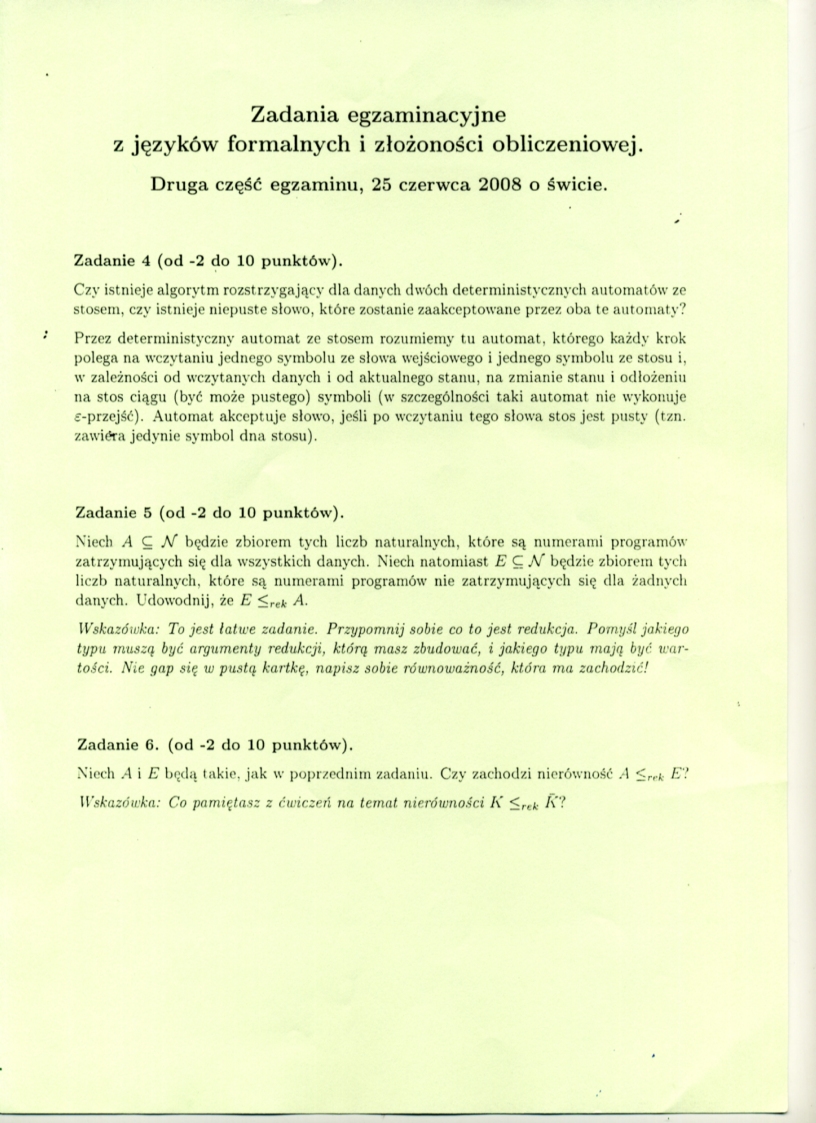 Zadania egzaminacyjne
z języków formalnych i złożoności obliczeniowej.
Druga część egzaminu, 25 czerwca 2008 o świcie.
Zadanie 4 (od -2 do 10 punktów).
Czy istnieje algorytm rozstrzygający dla danych dwóch deterministycznych automatów ze
stosem, czy istnieje niepuste słowo, które zostanie zaakceptowane przez oba te automaty?
Przez deterministyczny automat ze stosem rozumiemy tu automat, którego każdy krok
polega na wczytaniu jednego symbolu ze słowa wejściowego i jednego symbolu ze stosu i,
w zależności od wczytanych danych i od aktualnego stanu, na zmianie stanu i odłożeniu
na stos ciągu (być może pustego) symboli (w szczególności taki automat nie wykonuje
ε-przejść). Automat akceptuje słowo, jeśli po wczytaniu tego słowa stos jest pusty (tzn.
zawiera jedynie symbol dna stosu).
Zadanie 5 (od -2 do 10 punktów).
Niech A ⊆ N będzie zbiorem tych liczb naturalnych, które są numerami programów
zatrzymujących się dla wszystkich danych. Niech natomiast E ⊆ N będzie zbiorem tych
liczb naturalnych, które są numerami programów nie zatrzymujących się dla żadnych
danych. Udowodnij, że E ≤rek A.
Wskazówka: To jest łatwe zadanie. Przypomnij sobie co to jest redukcja. Pomyśl jakiego
typu muszą być argumenty redukcji, którą masz zbudować, i jakiego typu mają być war-
tości. Nie gap się w pustą kartkę, napisz sobie równoważność, która ma zachodzić!
Zadanie 6. (od -2 do 10 punktów).
Niech A i E będą takie, jak w poprzednim zadaniu. Czy zachodzi nierówność A ≤rek E?
Wskazówka: Co pamiętasz z ćwiczeń na temat nierówności K ≤rek K̄?